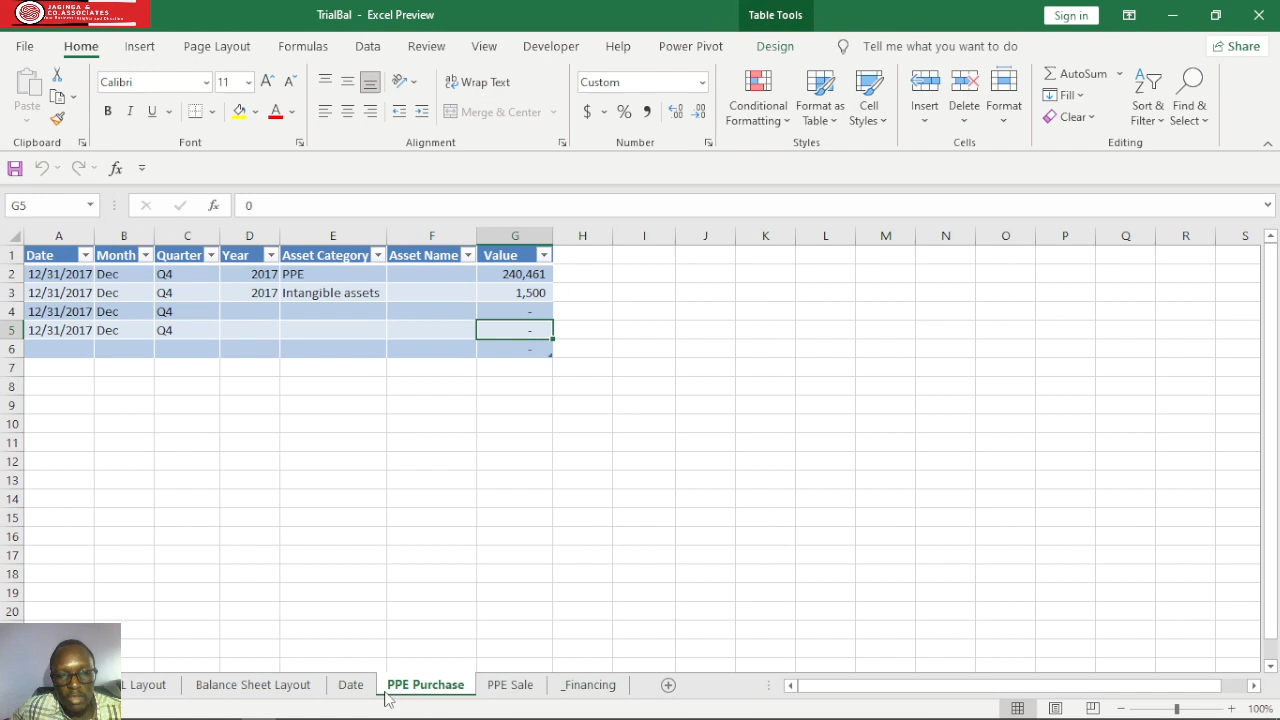 JAGINGA &
CO.ASSOCIATES
TrialBal - Excel Preview
Table Tools
Sign in
File Home Insert Page Layout Formulas Data Review View Developer Help Power Pivot Design Tell me what you want to do Share
Paste
Calibri 11
Wrap Text
Merge & Center
Custom
$ % ,
Conditional Formatting
Format as Table
Cell Styles
Insert Delete Format
AutoSum
Fill
Clear
Sort & Filter
Find & Select
Clipboard Font Alignment Number Styles Cells Editing
G5 fx 0
A B C D E F G H I J K L M N O P Q R S
1 Date Month Quarter Year Asset Category Asset Name Value
2 12/31/2017 Dec Q4 2017 PPE 240,461
3 12/31/2017 Dec Q4 2017 Intangible assets 1,500
4 12/31/2017 Dec Q4 -
5 12/31/2017 Dec Q4 -
6 -
7
8
9
10
11
12
13
14
15
16
17
18
19
20
L Layout Balance Sheet Layout Date PPE Purchase PPE Sale _Financing
100%